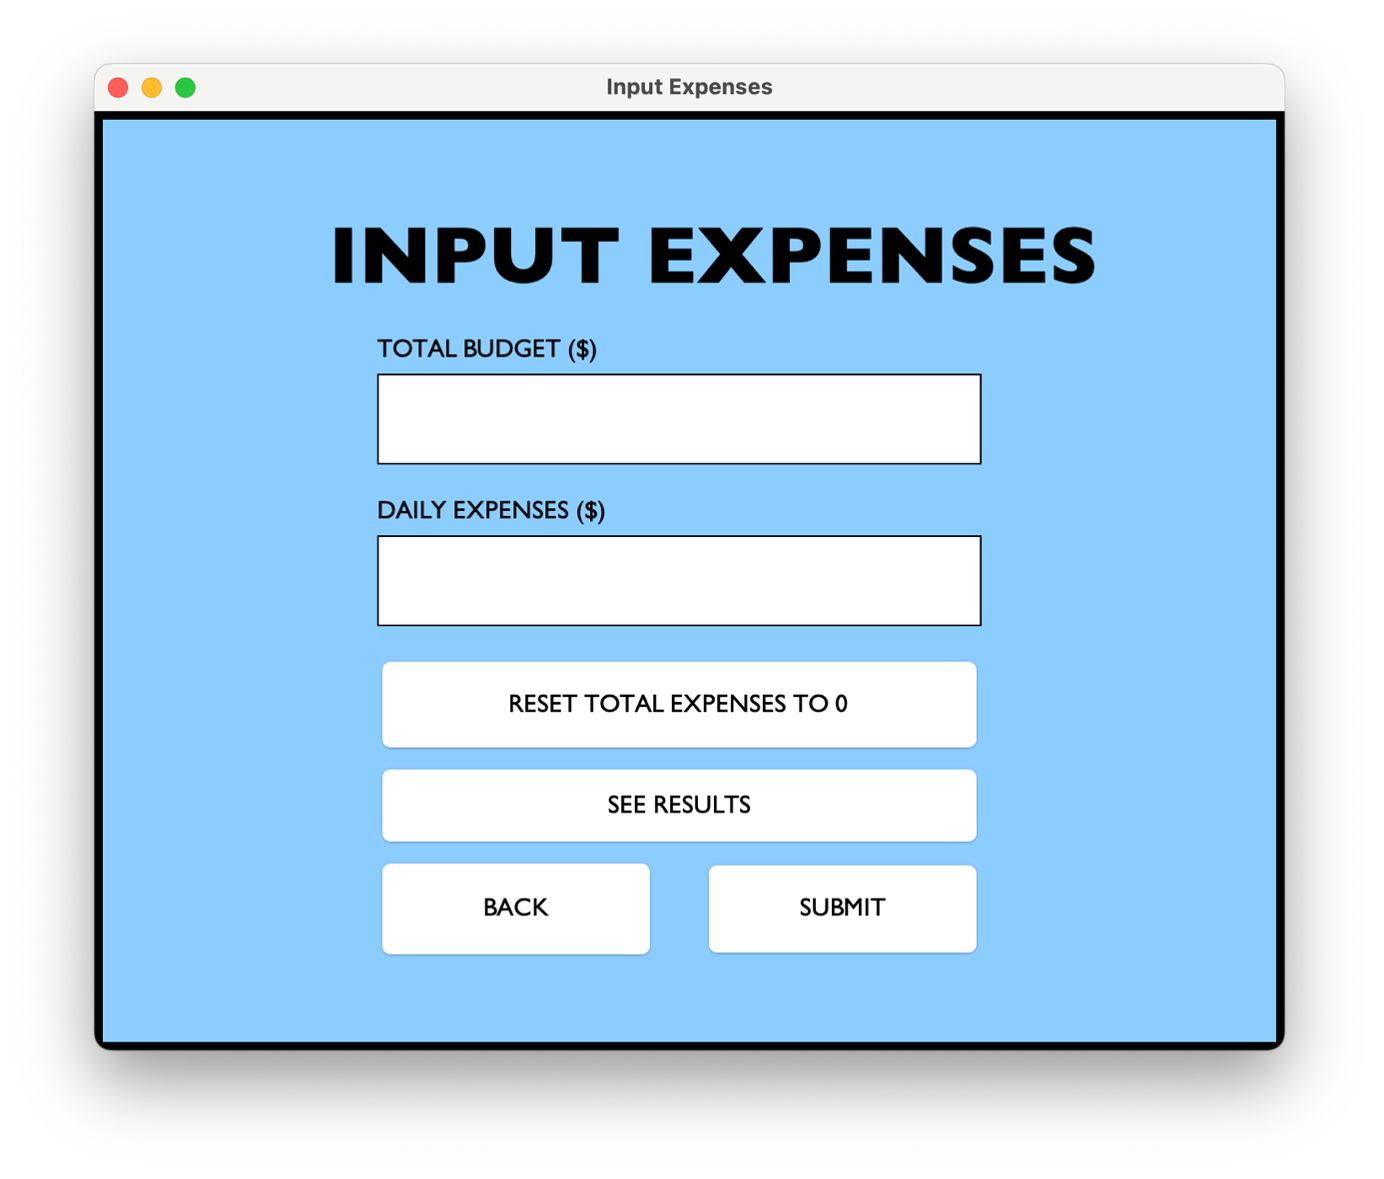 Input Expenses
INPUT EXPENSES
TOTAL BUDGET ($)
DAILY EXPENSES ($)
RESET TOTAL EXPENSES TO 0
SEE RESULTS
BACK
SUBMIT